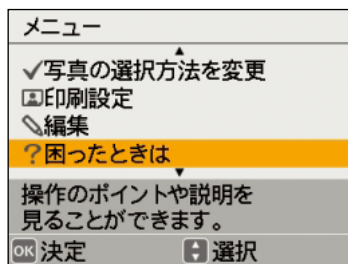 メニュー
写真の選択方法を変更
印刷設定
編集
?困ったときは
操作のポイントや説明を
見ることができます。
OK 決定 選択